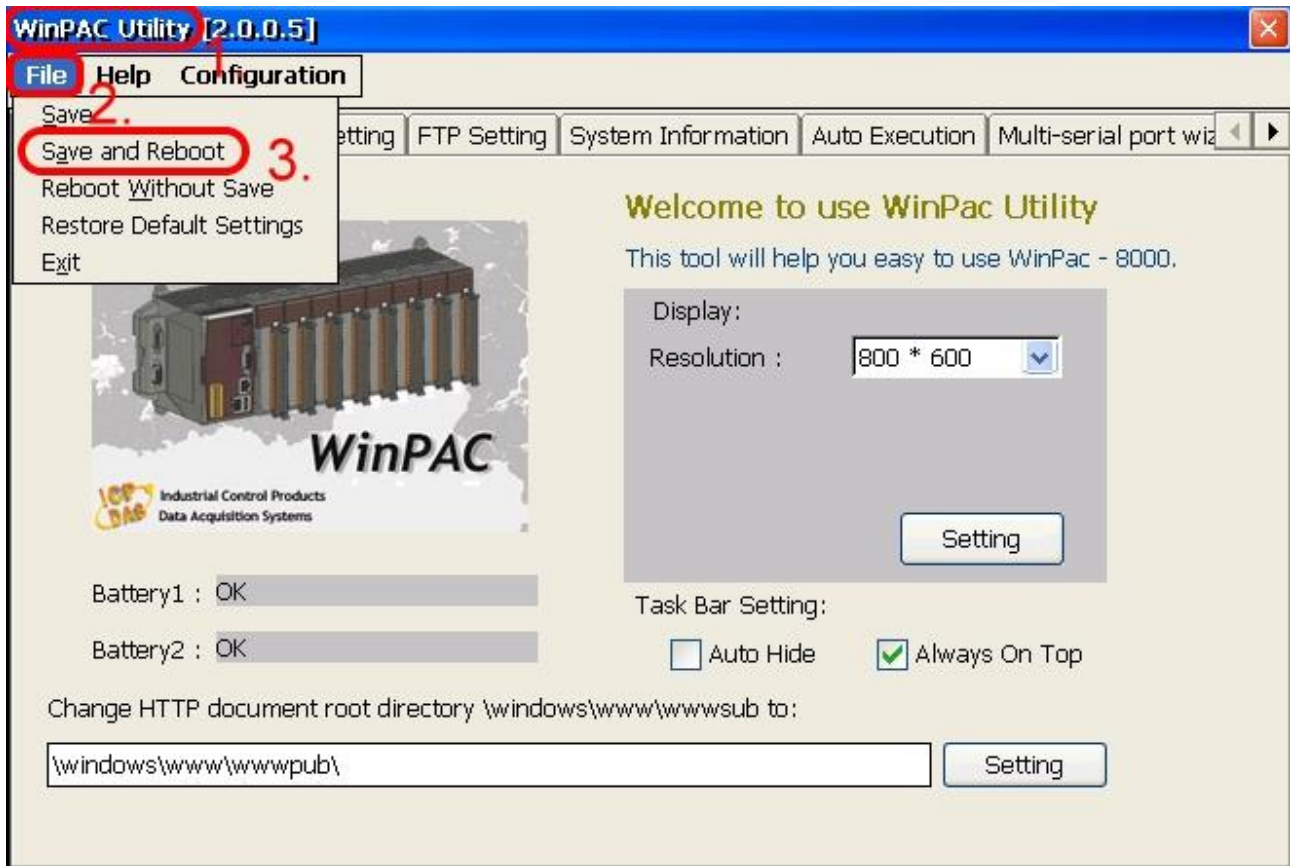 WinPAC Utility [2.0.0.5]
1
File Help Configuration
2.
Save
Save and Reboot
3.
Reboot Without Save
Restore Default Settings
Exit
etting FTP Setting System Information Auto Execution Multi-serial port wiz
WinPAC
ICP DAS
Industrial Control Products
Data Acquisition Systems
Welcome to use WinPac Utility
This tool will help you easy to use WinPac - 8000.
Display:
Resolution : 800 * 600
Setting
Battery1 : OK
Battery2 : OK
Task Bar Setting:
Auto Hide Always On Top
Change HTTP document root directory \windows\www\wwwsub to:
\windows\www\wwwpub\ Setting